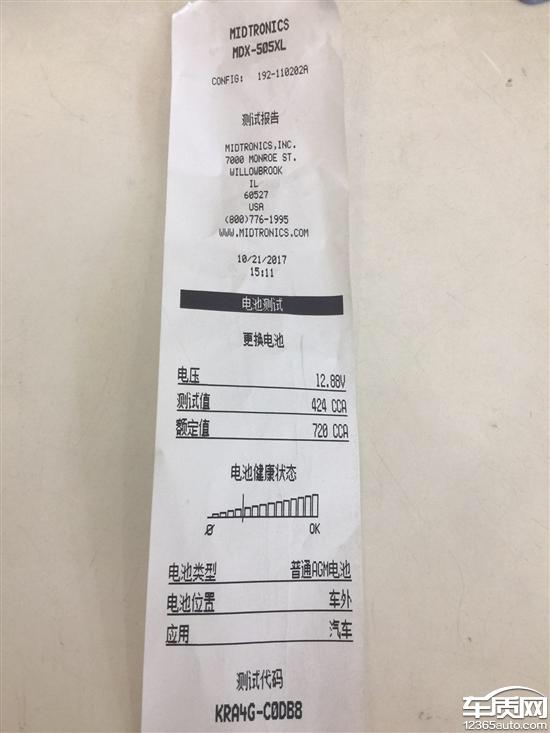 MIDTRONICS
MDX-505XL
CONFIG: 192-110202A
测试报告
MIDTRONICS,INC.
7000 MONROE ST.
WILLOWBROOK
IL
60527
USA
(800)776-1995
WWW.MIDTRONICS.COM
10/21/2017
15:11
电池测试
更换电池
电压 12.88V
测试值 424 CCA
额定值 720 CCA
电池健康状态
0 OK
电池类型 普通AGM电池
电池位置 车外
应用 汽车
测试代码
KRA4G-C0DB8
车质网
12365auto.com